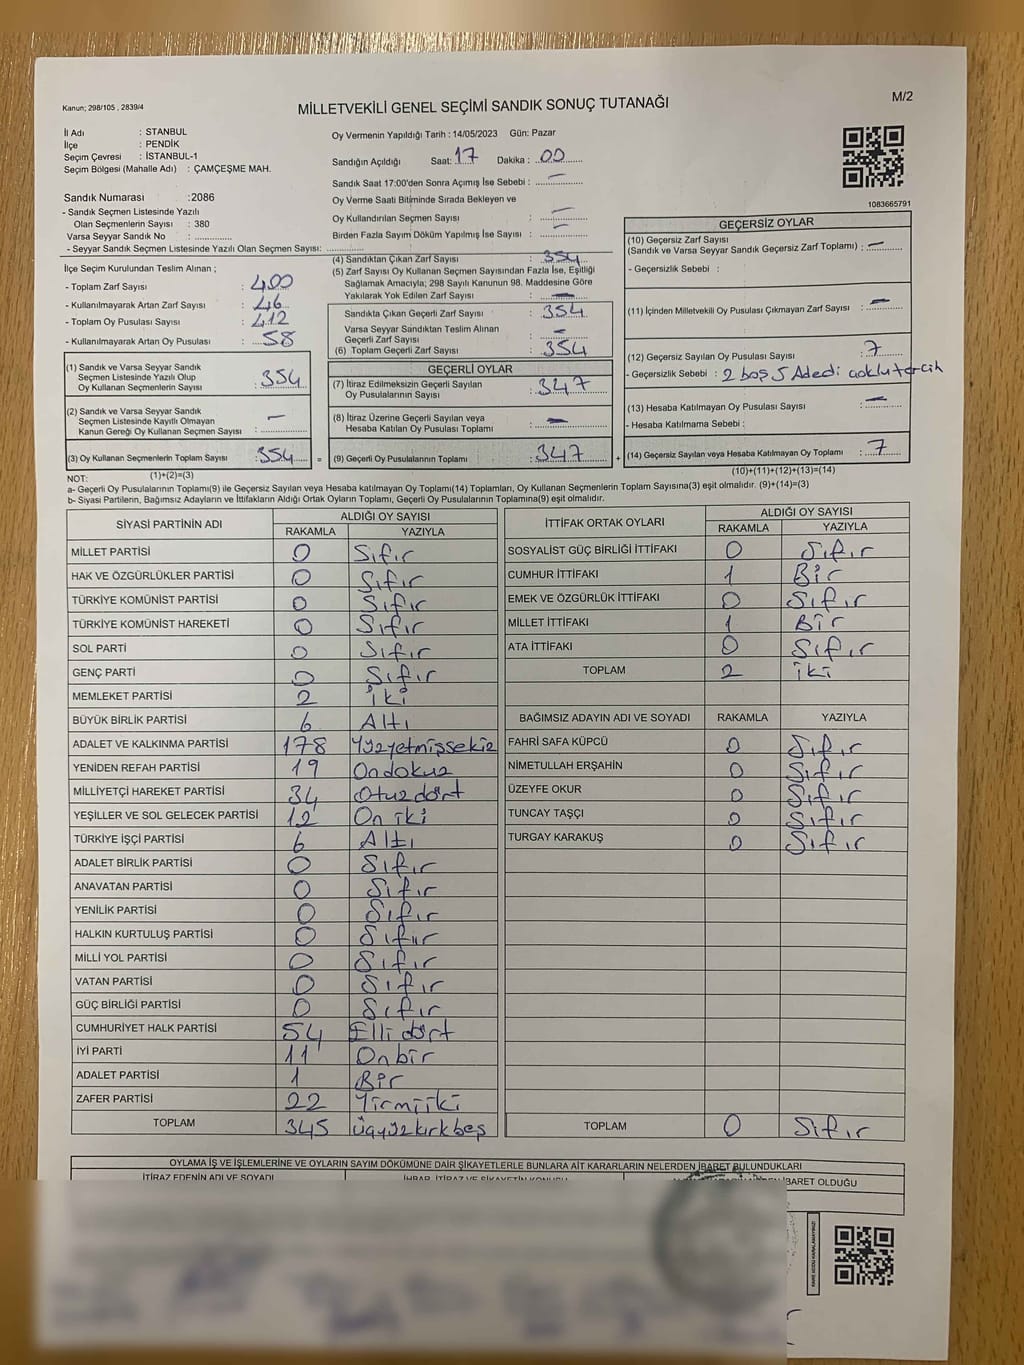 Kanun; 298/105 , 2839/4
MİLLETVEKİLİ GENEL SEÇİMİ SANDIK SONUÇ TUTANAĞI
M/2
İl Adı : STANBUL
İlçe : PENDİK
Seçim Çevresi : İSTANBUL-1
Seçim Bölgesi (Mahalle Adı) : ÇAMÇEŞME MAH.
Oy Vermenin Yapıldığı Tarih : 14/05/2023 Gün: Pazar
Sandığın Açıldığı Saat: 17 Dakika : 00
Sandık Saat 17:00'den Sonra Açımış İse Sebebi : —
Oy Verme Saati Bitiminde Sırada Bekleyen ve
Oy Kullandırılan Seçmen Sayısı : —
Birden Fazla Sayım Döküm Yapılmış İse Sayısı : —
1083665791
Sandık Numarası :2086
- Sandık Seçmen Listesinde Yazılı
Olan Seçmenlerin Sayısı : 380
Varsa Seyyar Sandık No :
- Seyyar Sandık Seçmen Listesinde Yazılı Olan Seçmen Sayısı:
İlçe Seçim Kurulundan Teslim Alınan ;
- Toplam Zarf Sayısı : 400
- Kullanılmayarak Artan Zarf Sayısı : 46
- Toplam Oy Pusulası Sayısı : 412
- Kullanılmayarak Artan Oy Pusulası : 58
(1) Sandık ve Varsa Seyyar Sandık
Seçmen Listesinde Yazılı Olup
Oy Kullanan Seçmenlerin Sayısı : 354
(2) Sandık ve Varsa Seyyar Sandık
Seçmen Listesinde Kayıtlı Olmayan
Kanun Gereği Oy Kullanan Seçmen Sayısı : —
(3) Oy Kullanan Seçmenlerin Toplam Sayısı : 354 =
(1)+(2)=(3)
(4) Sandıktan Çıkan Zarf Sayısı : 354
(5) Zarf Sayısı Oy Kullanan Seçmen Sayısından Fazla İse, Eşitliği
Sağlamak Amacıyla; 298 Sayılı Kanunun 98. Maddesine Göre
Yakılarak Yok Edilen Zarf Sayısı : —
Sandıkta Çıkan Geçerli Zarf Sayısı : 354
Varsa Seyyar Sandıktan Teslim Alınan
Geçerli Zarf Sayısı : —
(6) Toplam Geçerli Zarf Sayısı : 354
GEÇERLİ OYLAR
(7) İtiraz Edilmeksizin Geçerli Sayılan
Oy Pusulalarının Sayısı : 347
(8) İtiraz Üzerine Geçerli Sayılan veya
Hesaba Katılan Oy Pusulası Toplamı : —
(9) Geçerli Oy Pusulalarının Toplamı : 347 +
GEÇERSİZ OYLAR
(10) Geçersiz Zarf Sayısı
(Sandık ve Varsa Seyyar Sandık Geçersiz Zarf Toplamı) : —
- Geçersizlik Sebebi :
(11) İçinden Milletvekili Oy Pusulası Çıkmayan Zarf Sayısı : —
(12) Geçersiz Sayılan Oy Pusulası Sayısı : 7
- Geçersizlik Sebebi : 2 boş 5 Adedi çoklu tercih
(13) Hesaba Katılmayan Oy Pusulası Sayısı : —
- Hesaba Katılmama Sebebi :
(14) Geçersiz Sayılan veya Hesaba Katılmayan Oy Toplamı : 7
(10)+(11)+(12)+(13)=(14)
NOT:
a- Geçerli Oy Pusulalarının Toplamı(9) ile Geçersiz Sayılan veya Hesaba katılmayan Oy Toplamı(14) Toplamları, Oy Kullanan Seçmenlerin Toplam Sayısına(3) eşit olmalıdır. (9)+(14)=(3)
b- Siyasi Partilerin, Bağımsız Adayların ve İttifakların Aldığı Ortak Oyların Toplamı, Geçerli Oy Pusulalarının Toplamına(9) eşit olmalıdır.
SİYASİ PARTİNİN ADI ALDIĞI OY SAYISI
RAKAMLA YAZIYLA
MİLLET PARTİSİ 0 Sıfır
HAK VE ÖZGÜRLÜKLER PARTİSİ 0 Sıfır
TÜRKİYE KOMÜNİST PARTİSİ 0 Sıfır
TÜRKİYE KOMÜNİST HAREKETİ 0 Sıfır
SOL PARTİ 0 Sıfır
GENÇ PARTİ 0 Sıfır
MEMLEKET PARTİSİ 2 İki
BÜYÜK BİRLİK PARTİSİ 6 Altı
ADALET VE KALKINMA PARTİSİ 178 Yüzyetmişsekiz
YENİDEN REFAH PARTİSİ 19 Ondokuz
MİLLİYETÇİ HAREKET PARTİSİ 34 Otuzdört
YEŞİLLER VE SOL GELECEK PARTİSİ 12 On iki
TÜRKİYE İŞÇİ PARTİSİ 6 Altı
ADALET BİRLİK PARTİSİ 0 Sıfır
ANAVATAN PARTİSİ 0 Sıfır
YENİLİK PARTİSİ 0 Sıfır
HALKIN KURTULUŞ PARTİSİ 0 Sıfır
MİLLİ YOL PARTİSİ 0 Sıfır
VATAN PARTİSİ 0 Sıfır
GÜÇ BİRLİĞİ PARTİSİ 0 Sıfır
CUMHURİYET HALK PARTİSİ 54 Elli dört
İYİ PARTİ 11 Onbir
ADALET PARTİSİ 1 Bir
ZAFER PARTİSİ 22 Yirmiiki
TOPLAM 345 Üçyüzkırkbeş
İTTİFAK ORTAK OYLARI ALDIĞI OY SAYISI
RAKAMLA YAZIYLA
SOSYALİST GÜÇ BİRLİĞİ İTTİFAKI 0 Sıfır
CUMHUR İTTİFAKI 1 Bir
EMEK VE ÖZGÜRLÜK İTTİFAKI 0 Sıfır
MİLLET İTTİFAKI 1 Bir
ATA İTTİFAKI 0 Sıfır
TOPLAM 2 iki
BAĞIMSIZ ADAYIN ADI VE SOYADI RAKAMLA YAZIYLA
FAHRİ SAFA KÜPCÜ 0 Sıfır
NİMETULLAH ERŞAHİN 0 Sıfır
ÜZEYFE OKUR 0 Sıfır
TUNCAY TAŞÇI 0 Sıfır
TURGAY KARAKUŞ 0 Sıfır
TOPLAM 0 Sıfır
OYLAMA İŞ VE İŞLEMLERİNE VE OYLARIN SAYIM DÖKÜMÜNE DAİR ŞİKAYETLERLE BUNLARA AİT KARARLARIN NELERDEN İBARET BULUNDUKLARI
İTİRAZ EDENİN ADI VE SOYADI İHBAR, İTİRAZ VE ŞİKAYETİN KONUSU BARET OLDUĞU